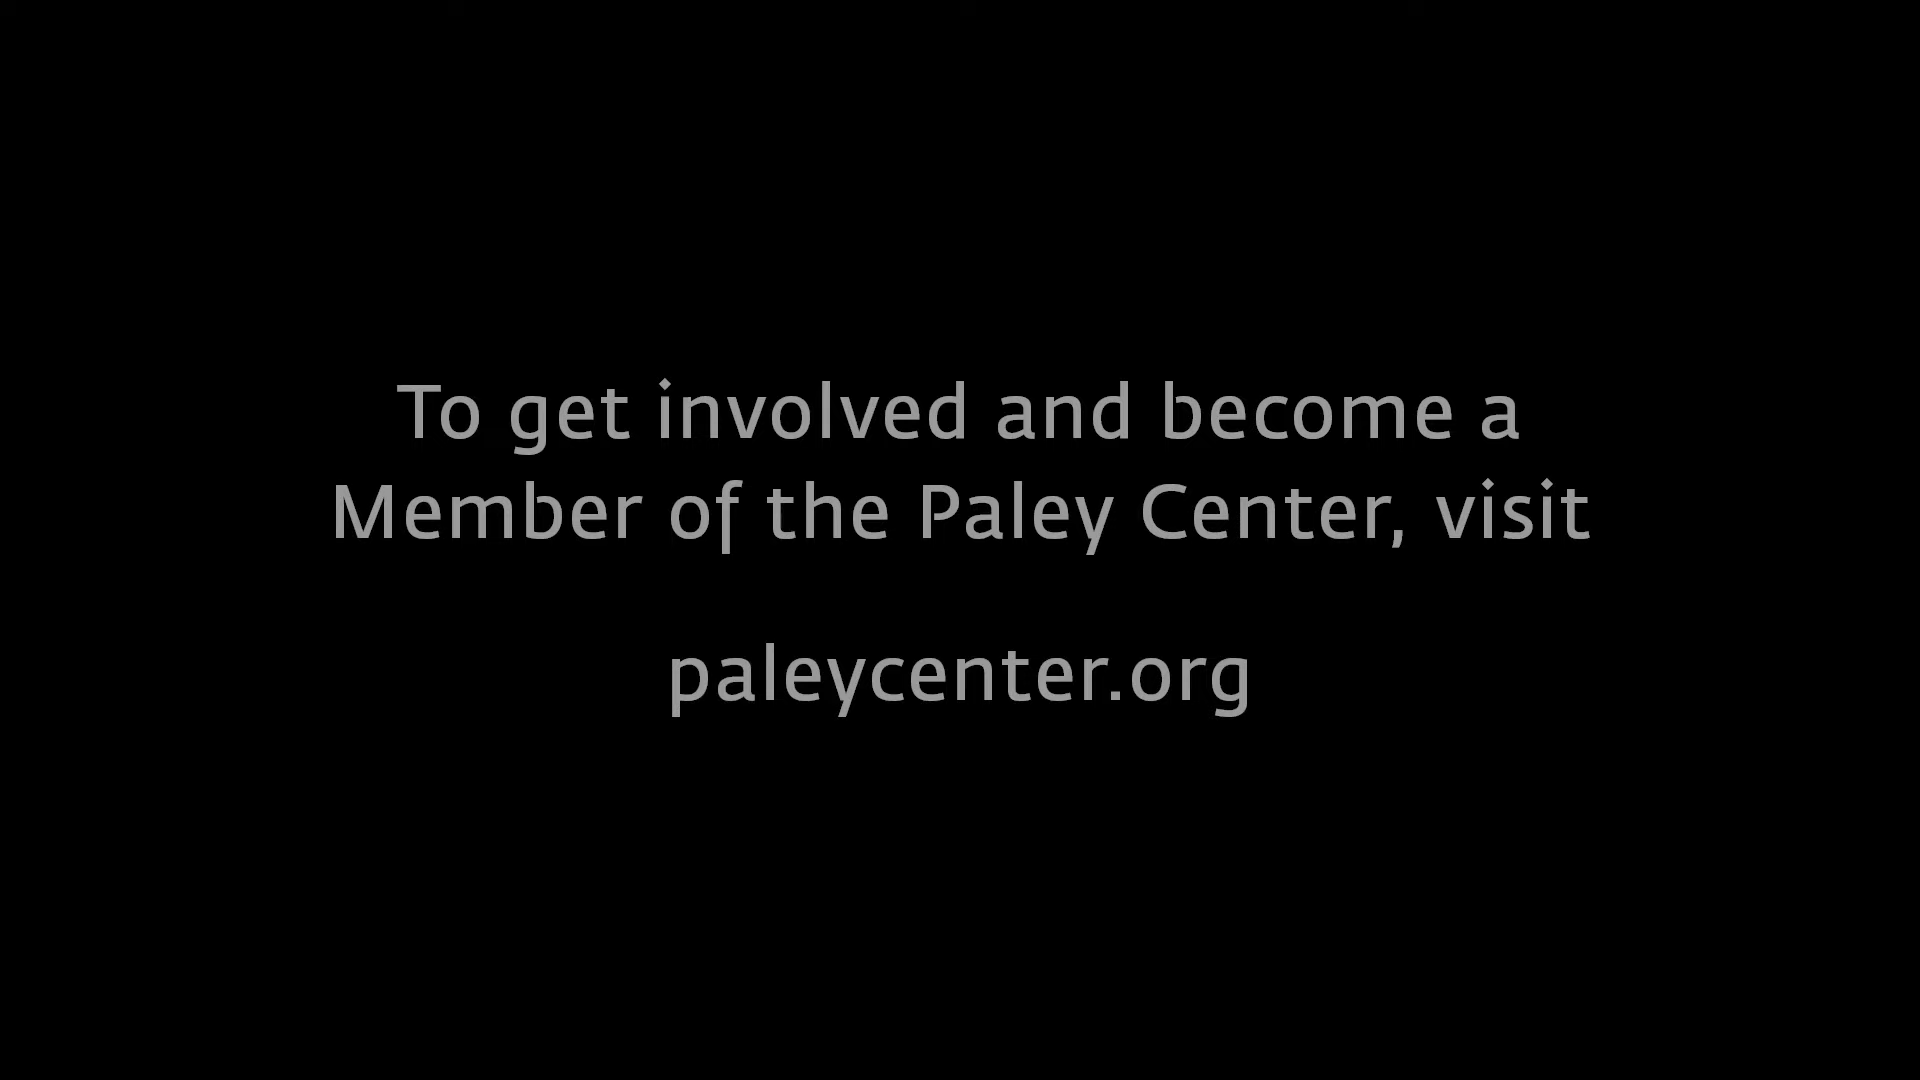 To get involved and become a
Member of the Paley Center, visit
paleycenter.org